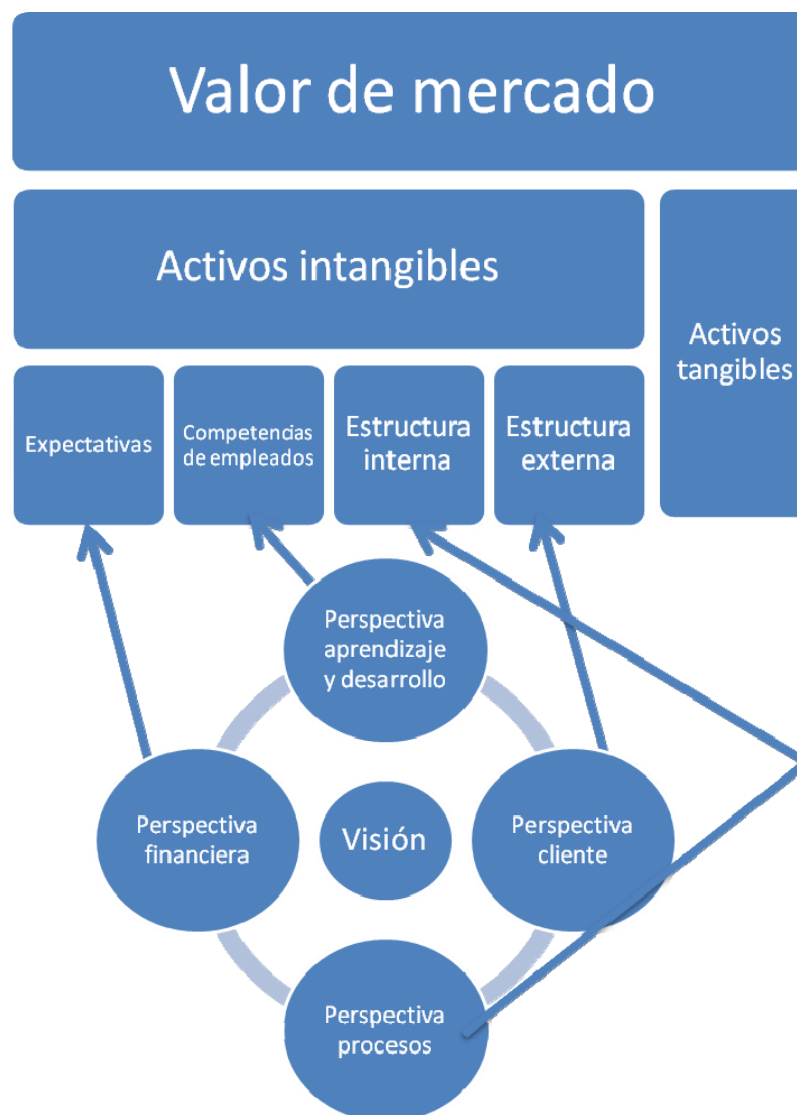 Valor de mercado
Activos intangibles
Activos
tangibles
Expectativas
Competencias
de empleados
Estructura
interna
Estructura
externa
Perspectiva
aprendizaje
y desarrollo
Perspectiva
financiera
Visión
Perspectiva
cliente
Perspectiva
procesos